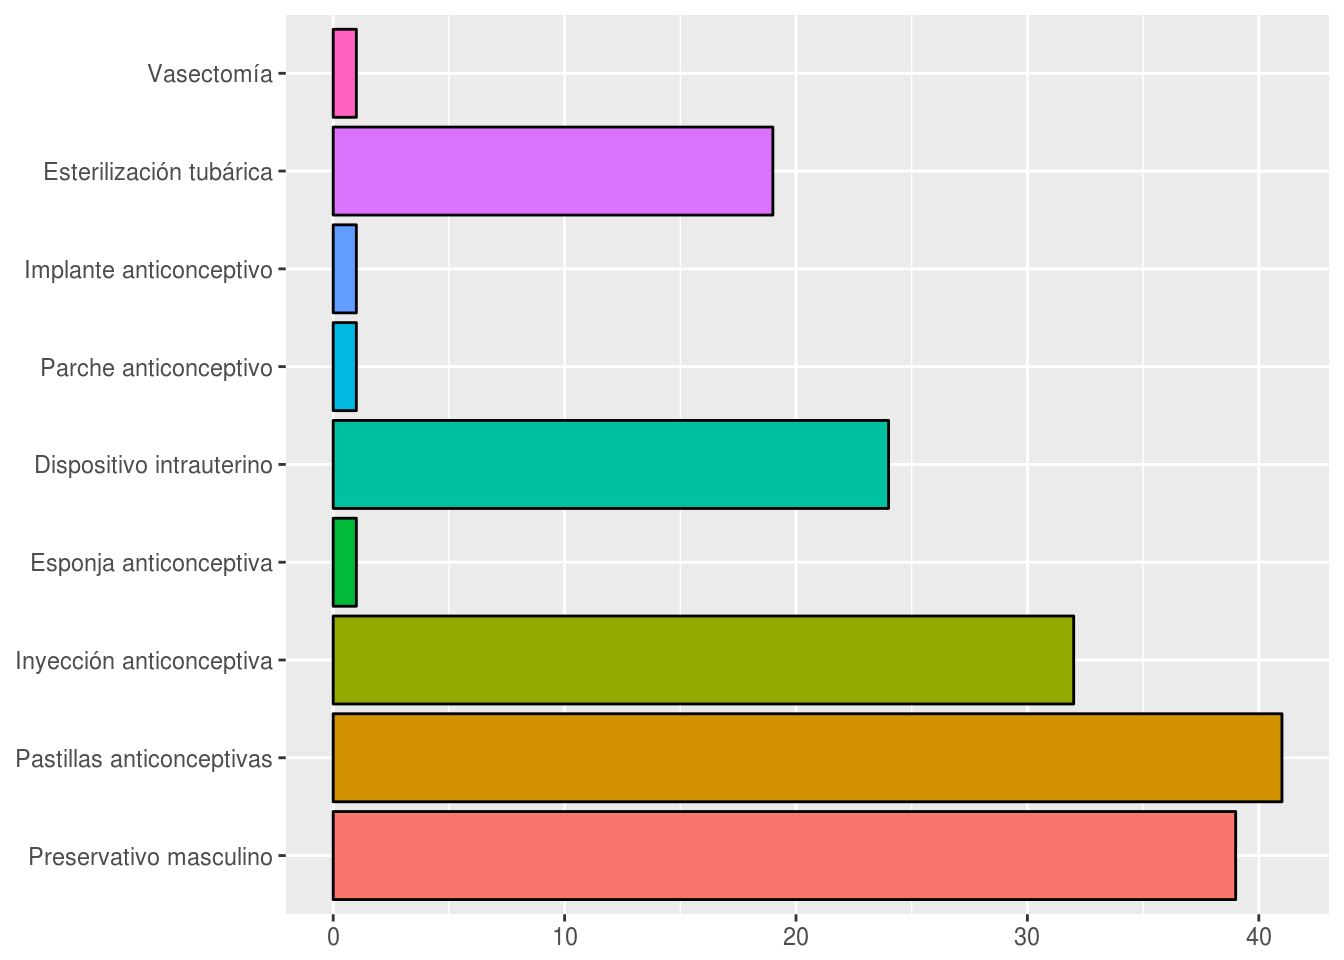 Vasectomía
Esterilización tubárica
Implante anticonceptivo
Parche anticonceptivo
Dispositivo intrauterino
Esponja anticonceptiva
Inyección anticonceptiva
Pastillas anticonceptivas
Preservativo masculino
0 10 20 30 40